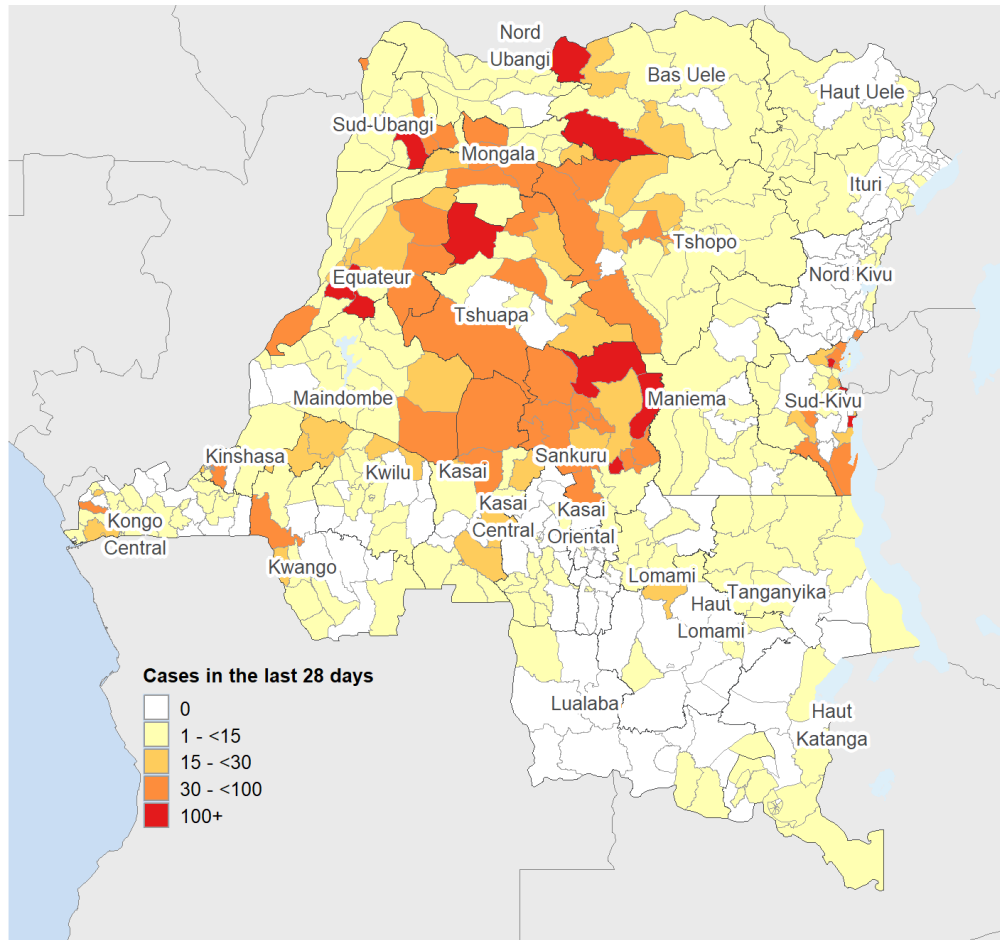 Nord
Ubangi
Bas Uele
Haut Uele
Sud-Ubangi
Mongala
Ituri
Tshopo
Equateur
Nord Kivu
Tshuapa
Maindombe
Maniema
Sud-Kivu
Kinshasa
Kwilu
Kasai
Sankuru
Kasai
Central
Kasai
Oriental
Kongo
Central
Kwango
Lomami
Tanganyika
Haut
Lomami
Lualaba
Haut
Katanga
Cases in the last 28 days
0
1 - <15
15 - <30
30 - <100
100+